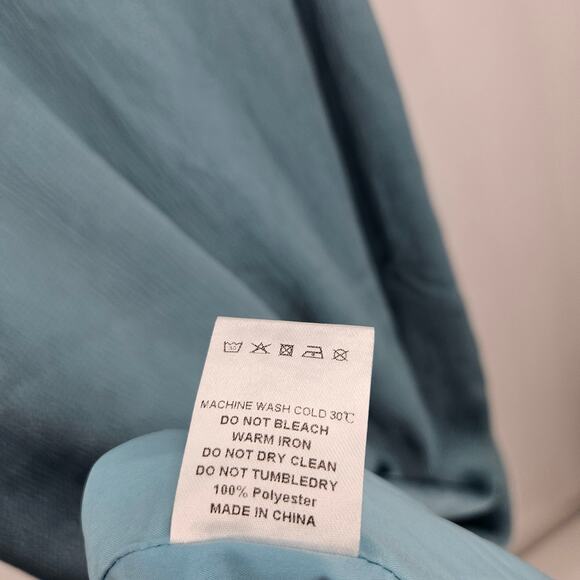 MACHINE WASH COLD 30℃
DO NOT BLEACH
WARM IRON
DO NOT DRY CLEAN
DO NOT TUMBLEDRY
100% Polyester
MADE IN CHINA